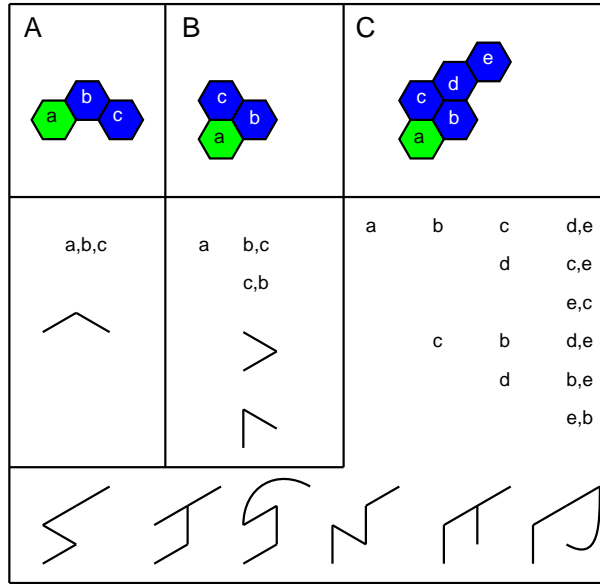 A B C
a b c
c b a
e d c b a
a,b,c
a b,c
c,b
a b c d,e
d c,e
e,c
c b d,e
d b,e
e,b